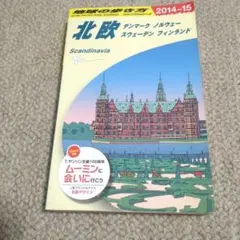 地球の歩き方
2014~15
北欧
デンマーク ノルウェー
スウェーデン フィンランド
Scandinavia
ムーミンに
会いに行こう